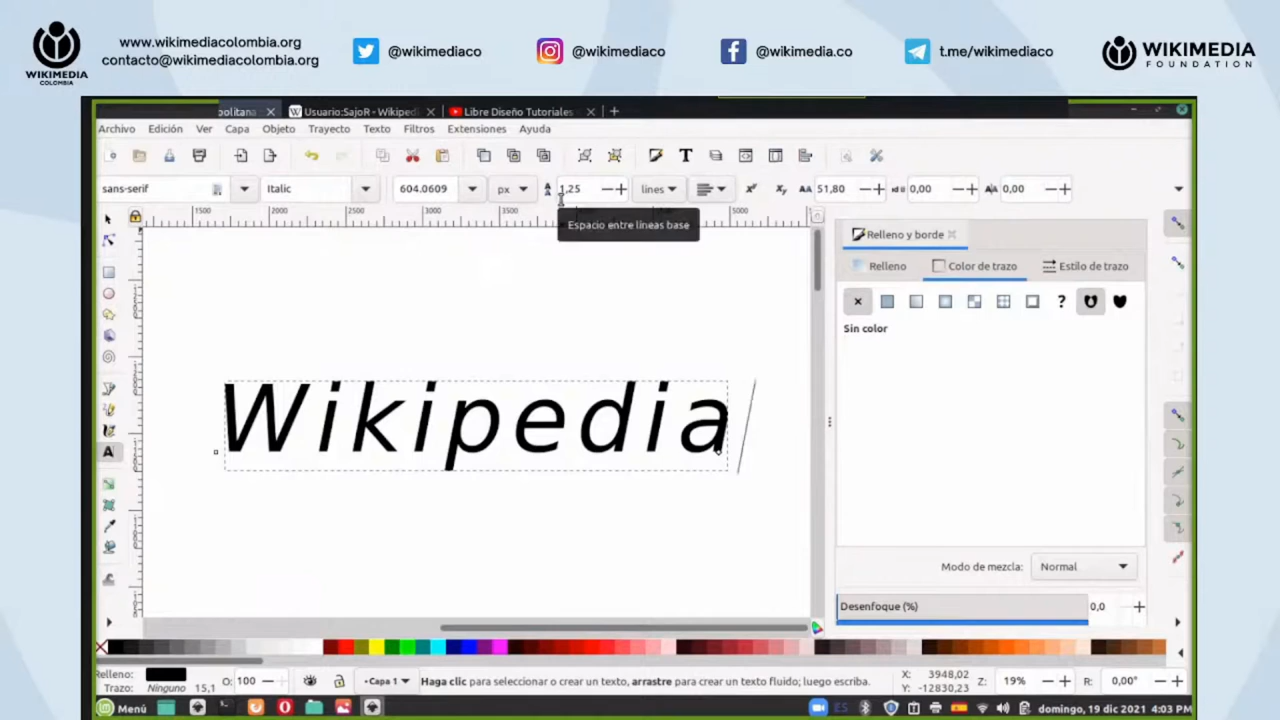 www.wikimediacolombia.org
contacto@wikimediacolombia.org
@wikimediaco
@wikimediaco
@wikimedia.co
t.me/wikimediaco
WIKIMEDIA
COLOMBIA
WIKIMEDIA
FOUNDATION
politana
Usuario:SajoR - Wikiped
Libre Diseño Tutoriales
Archivo Edición Ver Capa Objeto Trayecto Texto Filtros Extensiones Ayuda
sans-serif Italic 604.0609 px 1,25 lines 51,80 0,00 0,00
1500 2500 3000 3500 5000
Espacio entre líneas base
Relleno y borde
Relleno Color de trazo Estilo de trazo
Sin color
Wikipedia
Modo de mezcla: Normal
Desenfoque (%) 0,0
Relleno:
Trazo: Ninguno 15,1
O: 100
Capa 1
Haga clic para seleccionar o crear un texto, arrastre para crear un texto fluido; luego escriba.
X: 3948,02
Y: -12830,23
Z: 19%
R: 0,00°
Menú
ES
domingo, 19 dic 2021 4:03 PM